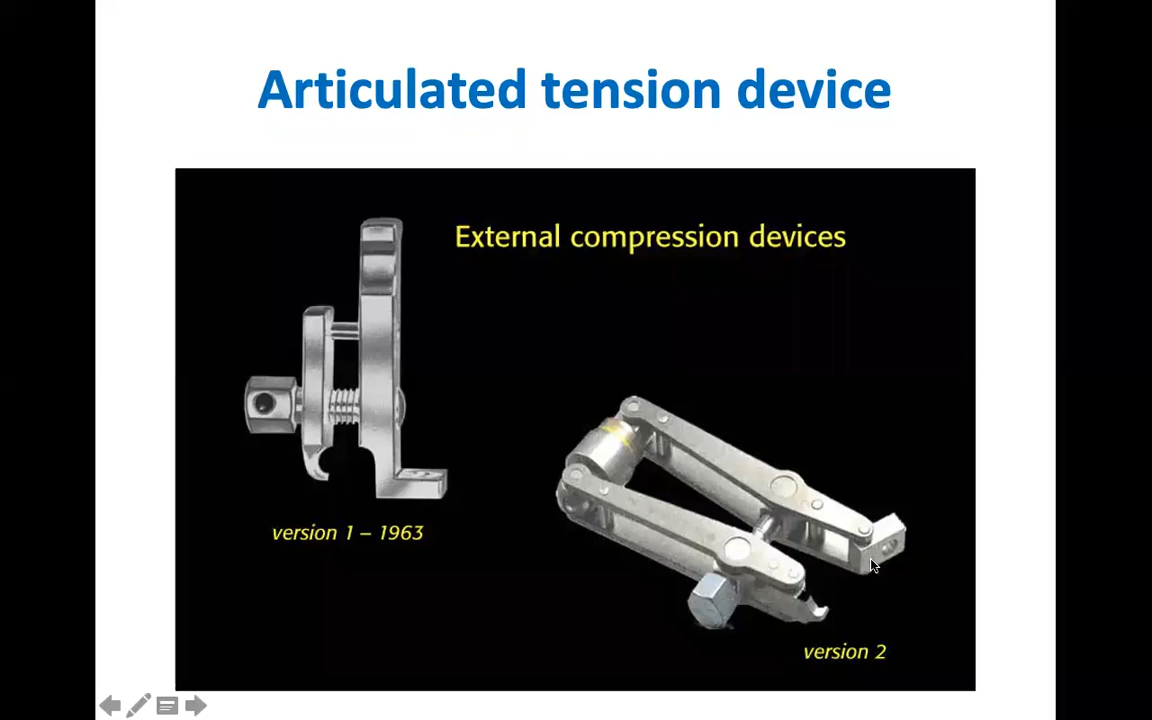 Articulated tension device
External compression devices
version 1 – 1963
version 2